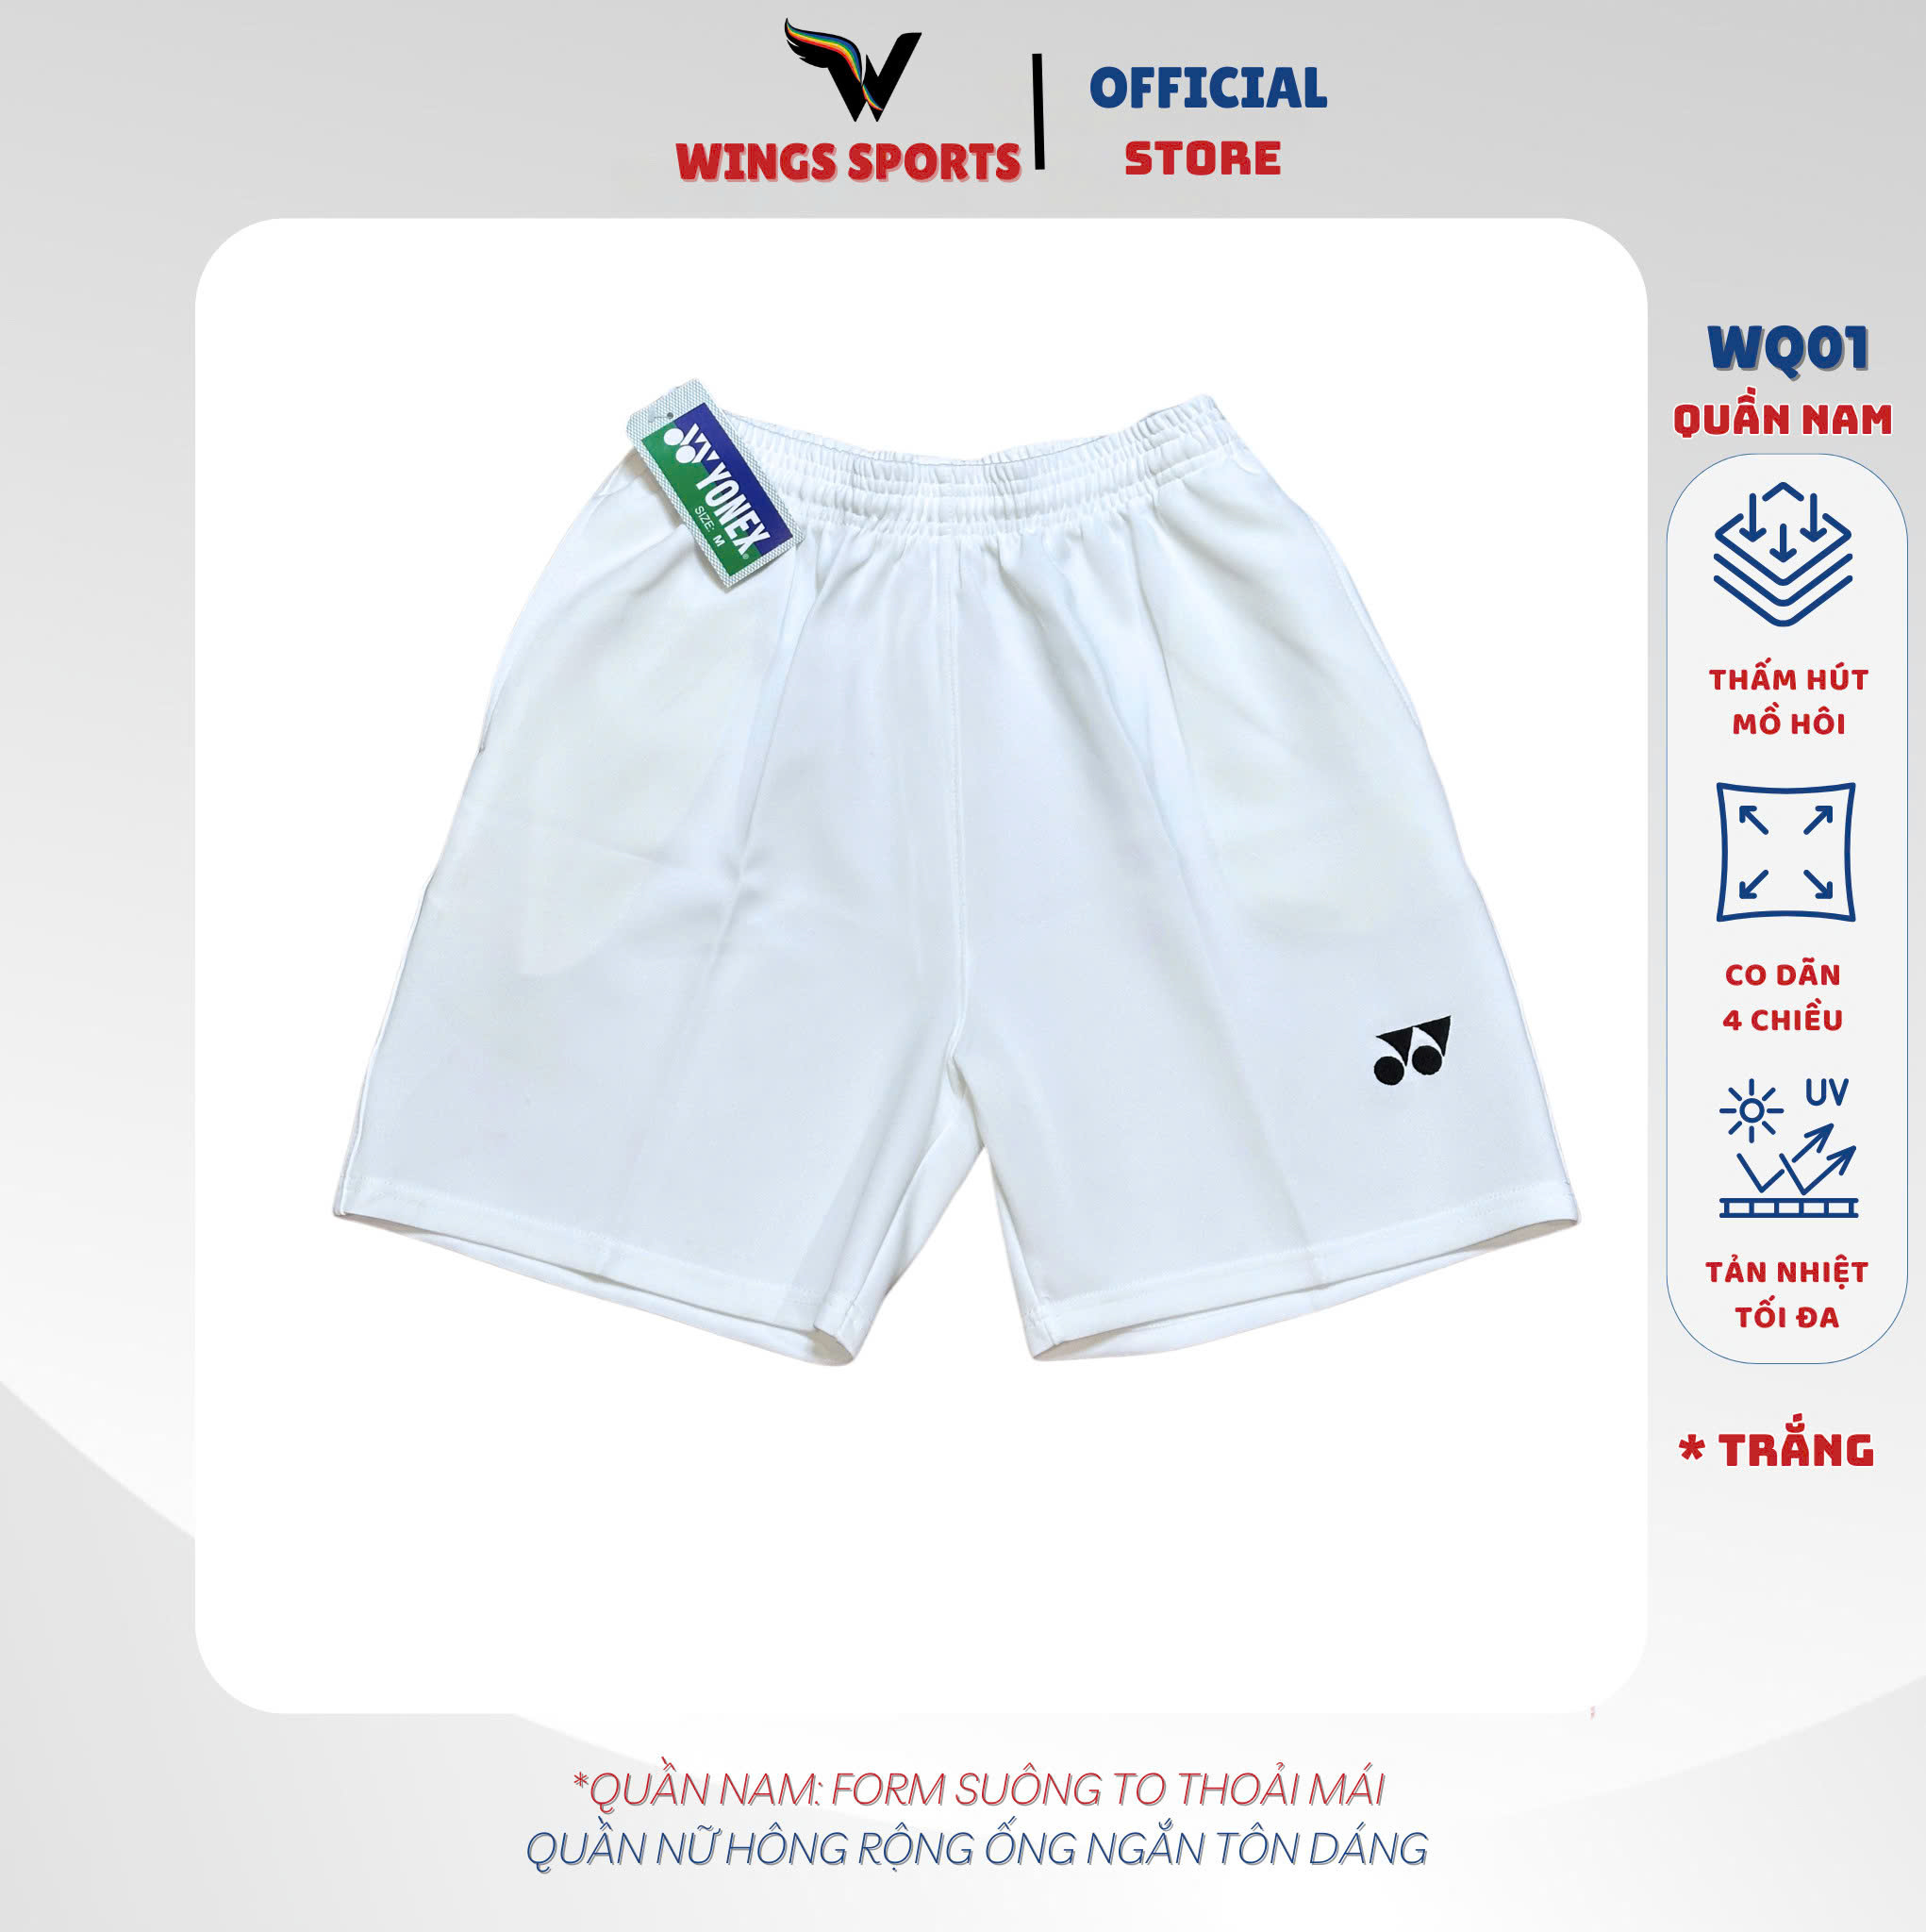 WINGS SPORTS
OFFICIAL
STORE
WQ01
QUẦN NAM
YONEX
SIZE: M
THẤM HÚT
MỒ HÔI
CO DÃN
4 CHIỀU
UV
TẢN NHIỆT
TỐI ĐA
* TRẮNG
*QUẦN NAM: FORM SUÔNG TO THOẢI MÁI
QUẦN NỮ HÔNG RỘNG ỐNG NGẮN TÔN DÁNG